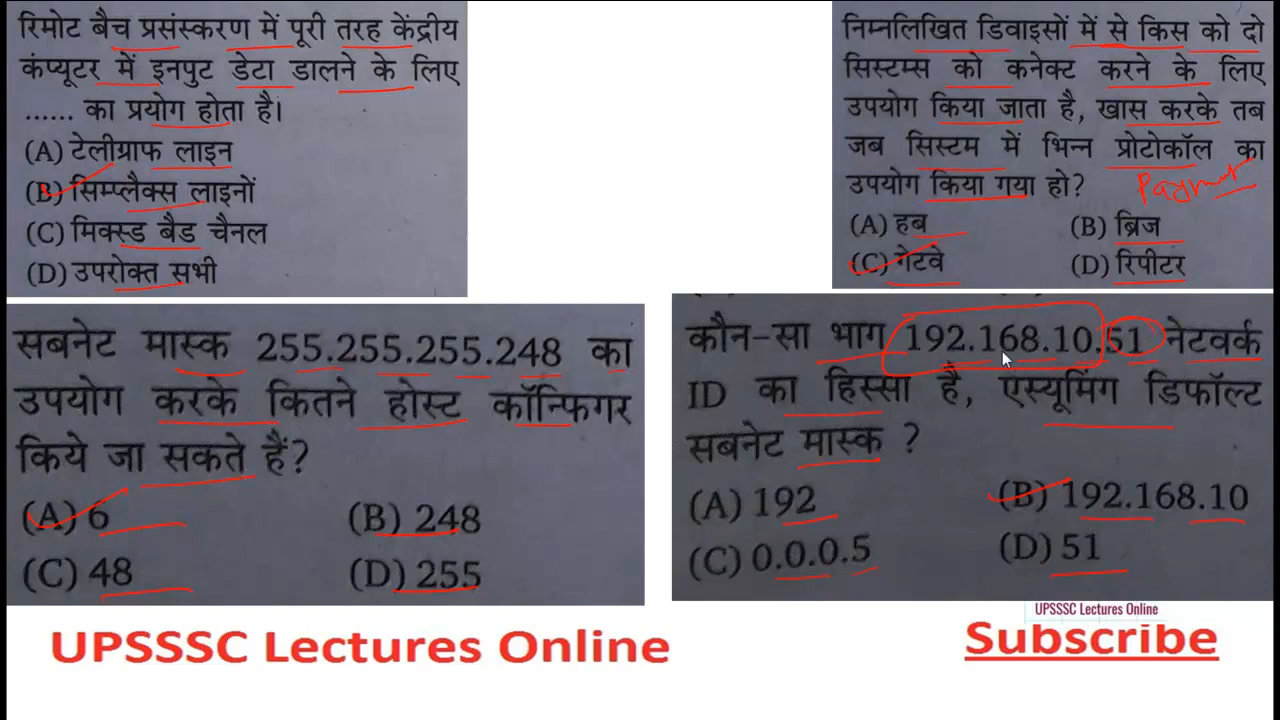 रिमोट बैच प्रसंस्करण में पूरी तरह केंद्रीय
कंप्यूटर में इनपुट डेटा डालने के लिए
...... का प्रयोग होता है।
(A) टेलीग्राफ लाइन
(B) सिम्प्लैक्स लाइनों
(C) मिक्स्ड बैड चैनल
(D) उपरोक्त सभी
निम्नलिखित डिवाइसों में से किस को दो
सिस्टम्स को कनेक्ट करने के लिए
उपयोग किया जाता है, खास करके तब
जब सिस्टम में भिन्न प्रोटोकॉल का
उपयोग किया गया हो?
(A) हब (B) ब्रिज
(C) गेटवे (D) रिपीटर
सबनेट मास्क 255.255.255.248 का
उपयोग करके कितने होस्ट कॉन्फिगर
किये जा सकते हैं?
(A) 6 (B) 248
(C) 48 (D) 255
कौन-सा भाग 192.168.10.51 नेटवर्क
ID का हिस्सा है, एस्यूमिंग डिफॉल्ट
सबनेट मास्क ?
(A) 192 (B) 192.168.10
(C) 0.0.0.5 (D) 51
UPSSSC Lectures Online
UPSSSC Lectures Online
Subscribe